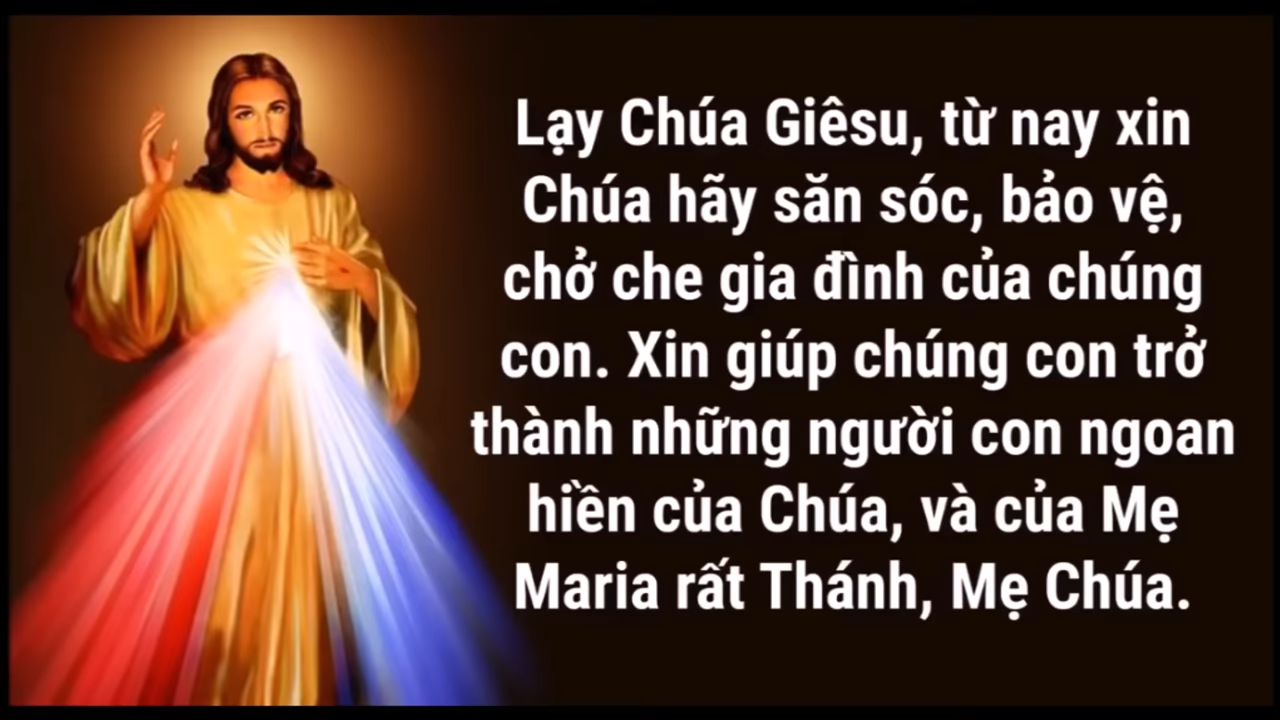 Lạy Chúa Giêsu, từ nay xin
Chúa hãy săn sóc, bảo vệ,
chở che gia đình của chúng
con. Xin giúp chúng con trở
thành những người con ngoan
hiền của Chúa, và của Mẹ
Maria rất Thánh, Mẹ Chúa.